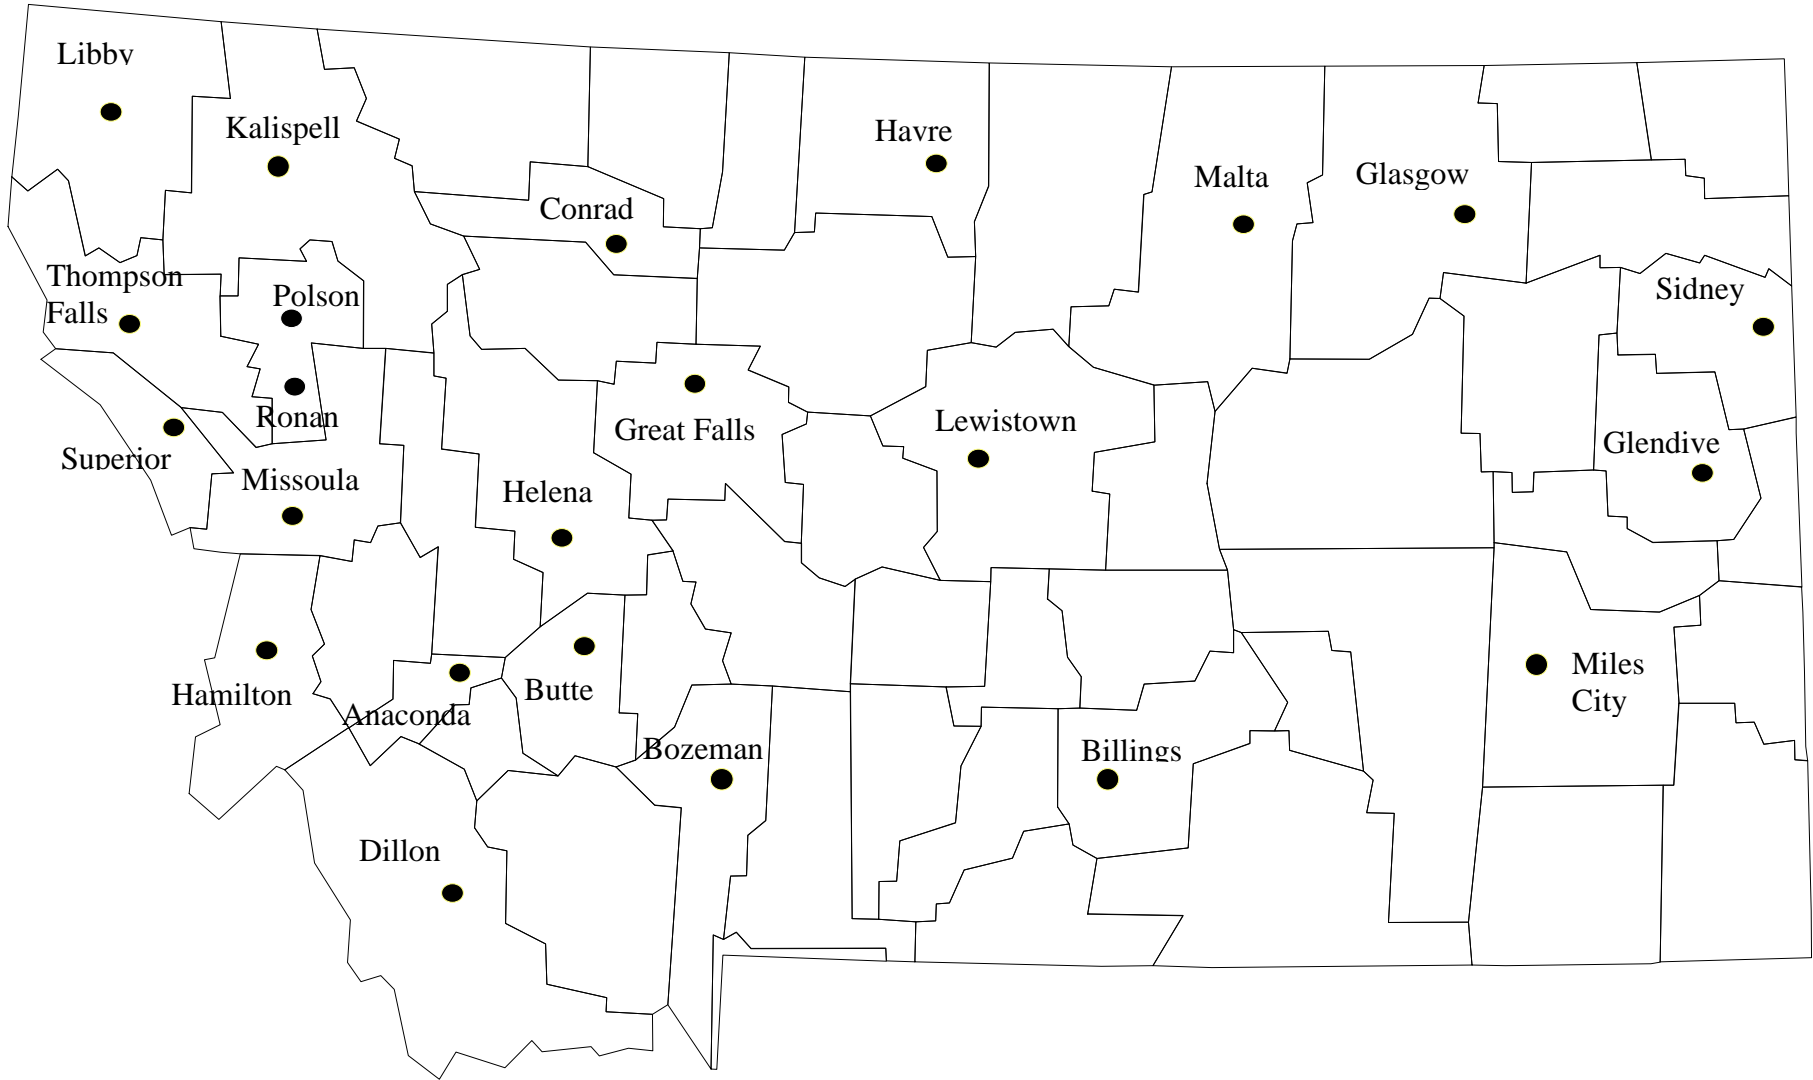 Libby
Kalispell
Havre
Malta
Glasgow
Conrad
Thompson
Falls
Polson
Sidney
Ronan
Great Falls
Lewistown
Glendive
Superior
Missoula
Helena
Hamilton
Anaconda
Butte
Miles
City
Bozeman
Billings
Dillon